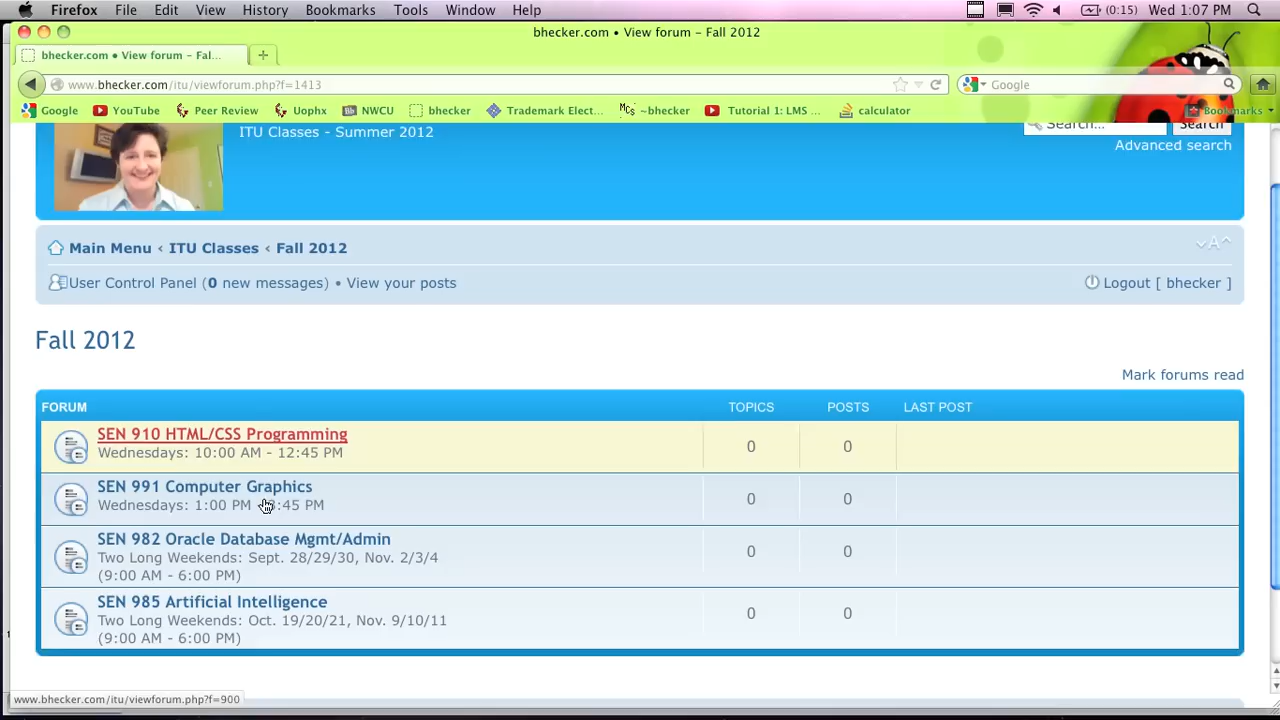 Firefox File Edit View History Bookmarks Tools Window Help (0:15) Wed 1:07 PM
bhecker.com • View forum – Fall 2012
bhecker.com • View forum – Fal... +
www.bhecker.com/itu/viewforum.php?f=1413 Google
Google YouTube Peer Review Uophx NWCU bhecker Trademark Elect... ~bhecker Tutorial 1: LMS ... calculator Bookmarks
ITU Classes - Summer 2012 Search... Search
Advanced search
Main Menu ‹ ITU Classes ‹ Fall 2012 A
User Control Panel (0 new messages) • View your posts Logout [ bhecker ]
Fall 2012
Mark forums read
FORUM TOPICS POSTS LAST POST
SEN 910 HTML/CSS Programming 0 0
Wednesdays: 10:00 AM - 12:45 PM
SEN 991 Computer Graphics 0 0
Wednesdays: 1:00 PM :45 PM
SEN 982 Oracle Database Mgmt/Admin 0 0
Two Long Weekends: Sept. 28/29/30, Nov. 2/3/4
(9:00 AM - 6:00 PM)
SEN 985 Artificial Intelligence 0 0
Two Long Weekends: Oct. 19/20/21, Nov. 9/10/11
(9:00 AM - 6:00 PM)
www.bhecker.com/itu/viewforum.php?f=900